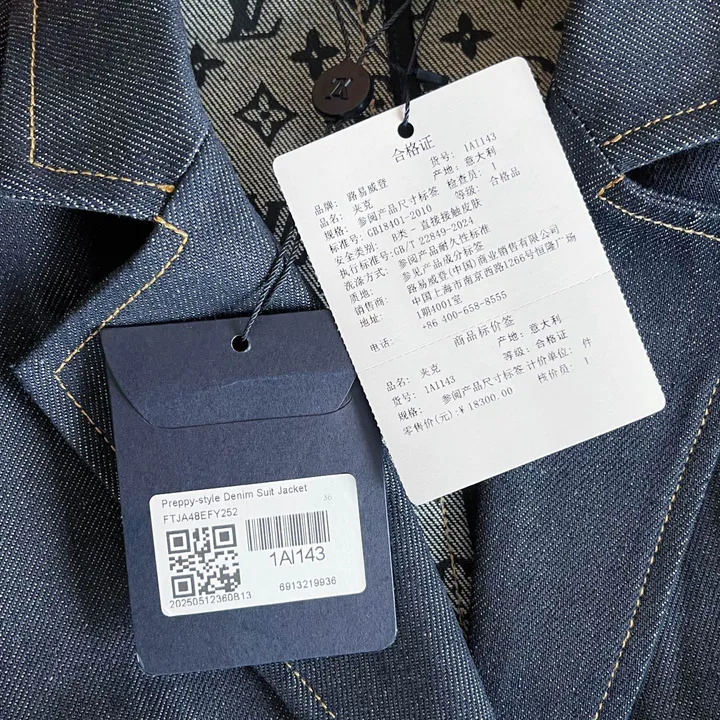 合格证
货号: 1AI143
品牌: 路易威登 产地: 意大利
品名: 夹克 检查员: 1
规格: 参阅产品尺寸标签 等级: 合格品
标准号: GB18401-2010
安全类别: B类 - 直接接触皮肤
执行标准号: GB/T 22849-2024
洗涤方式: 参阅产品耐久性标准
质地: 参见产品成分标签
销售商: 路易威登(中国)商业销售有限公司
地址: 中国上海市南京西路1266号恒隆广场
1期4001室
电话: +86 400-658-8555
商品标价签
品名: 夹克 产地: 意大利
货号: 1AI143 等级: 合格证
规格: 参阅产品尺寸标签 计价单位: 件
零售价(元): ¥ 18300.00 核价员: 1
Preppy-style Denim Suit Jacket
FTJA48EFY252
36
1AI143
20250512360B13
6913219936
LV